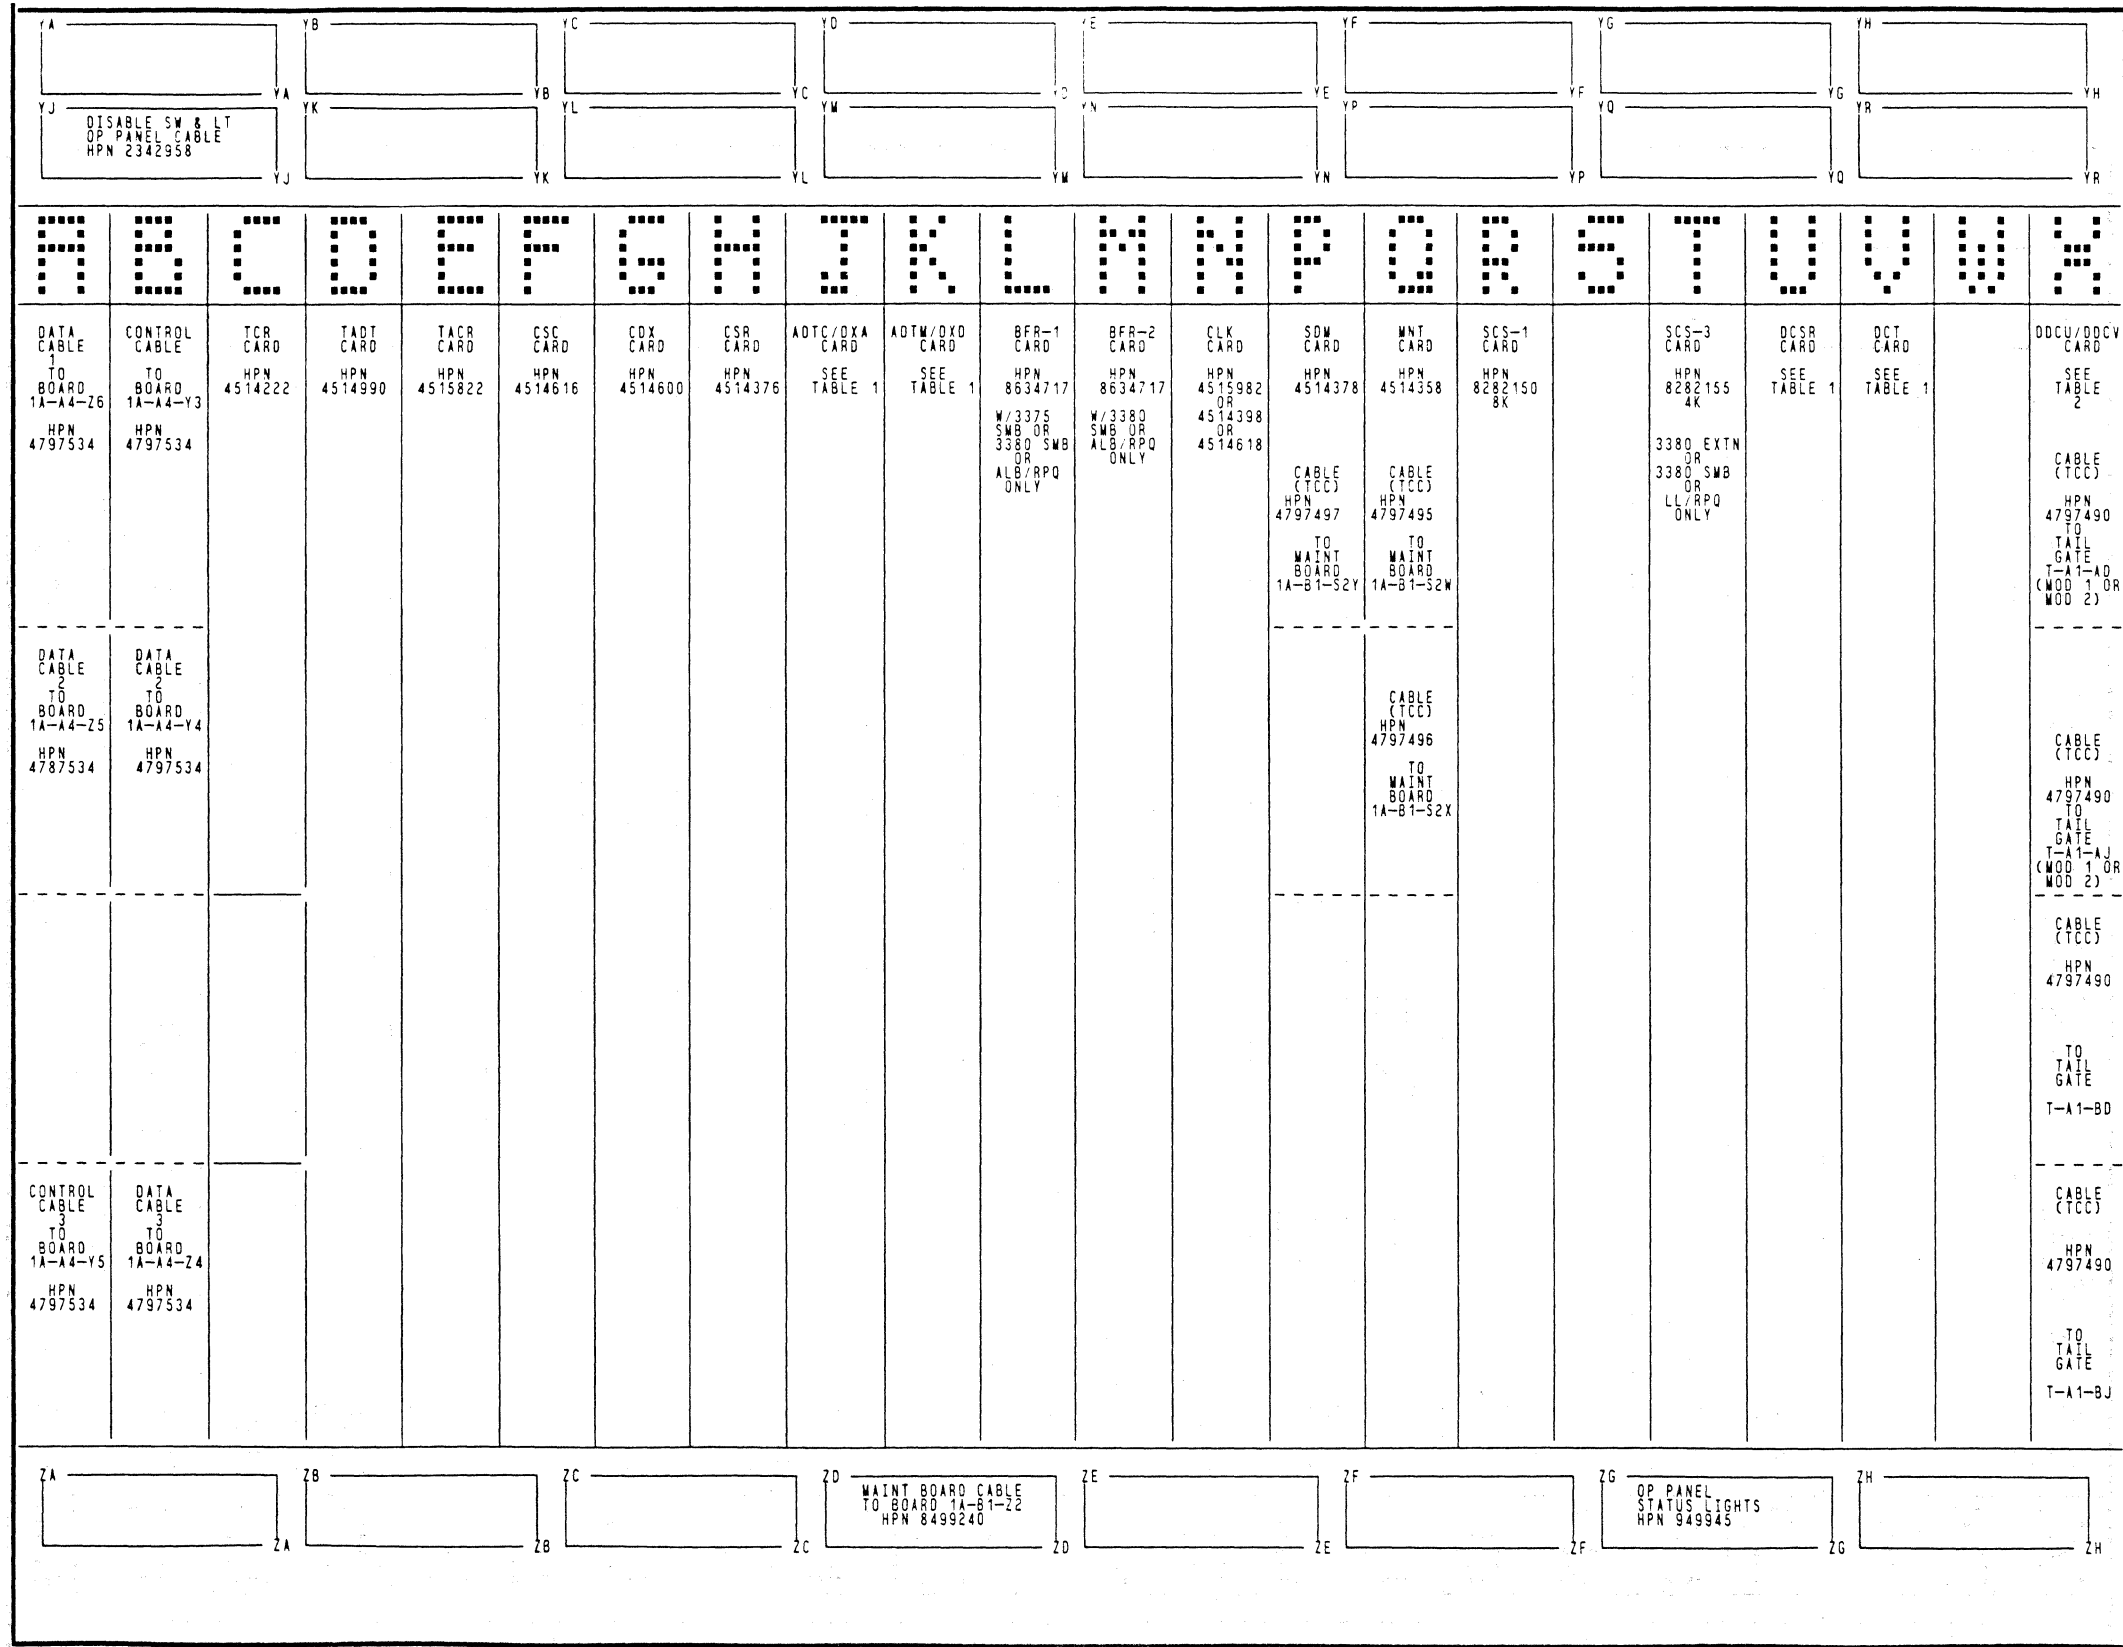 YA YB YC YD YE YF YG YH
YA YB YC YD YE YF YG YH
YJ YK YL YM YN YP YQ YR
DISABLE SW & LT
OP PANEL CABLE
HPN 2342958
YJ YK YL YM YN YP YQ YR
A B C D E F G H J K L M N P Q R S T U V W X
DATA
CABLE
1
TO
BOARD
1A-A4-Z6
HPN
4797534
DATA
CABLE
2
TO
BOARD
1A-A4-Z5
HPN
4787534
CONTROL
CABLE
3
TO
BOARD
1A-A4-Y5
HPN
4797534
CONTROL
CABLE
TO
BOARD
1A-A4-Y3
HPN
4797534
DATA
CABLE
2
TO
BOARD
1A-A4-Y4
HPN
4797534
DATA
CABLE
3
TO
BOARD
1A-A4-Z4
HPN
4797534
TCR
CARD
HPN
4514222
TADT
CARD
HPN
4514990
TACR
CARD
HPN
4515822
CSC
CARD
HPN
4514616
CDX
CARD
HPN
4514600
CSR
CARD
HPN
4514376
ADTC/DXA
CARD
SEE
TABLE 1
ADTM/DXD
CARD
SEE
TABLE 1
BFR-1
CARD
HPN
8634717
W/3375
SMB OR
3380 SMB
OR
ALB/RPQ
ONLY
BFR-2
CARD
HPN
8634717
W/3380
SMB OR
ALB/RPQ
ONLY
CLK
CARD
HPN
4515982
OR
4514398
OR
4514618
SDM
CARD
HPN
4514378
CABLE
(TCC)
HPN
4797497
TO
MAINT
BOARD
1A-B1-S2Y
MNT
CARD
HPN
4514358
CABLE
(TCC)
HPN
4797495
TO
MAINT
BOARD
1A-B1-S2W
CABLE
(TCC)
HPN
4797496
TO
MAINT
BOARD
1A-B1-S2X
SCS-1
CARD
HPN
8282150
8K
SCS-3
CARD
HPN
8282155
4K
3380 EXTN
OR
3380 SMB
OR
LL/RPQ
ONLY
DCSR
CARD
SEE
TABLE 1
DCT
CARD
SEE
TABLE 1
DDCU/DDCV
CARD
SEE
TABLE
2
CABLE
(TCC)
HPN
4797490
TO
TAIL
GATE
T-A1-AD
(MOD 1 OR
MOD 2)
CABLE
(TCC)
HPN
4797490
TO
TAIL
GATE
T-A1-AJ
(MOD 1 OR
MOD 2)
CABLE
(TCC)
HPN
4797490
TO
TAIL
GATE
T-A1-BD
CABLE
(TCC)
HPN
4797490
TO
TAIL
GATE
T-A1-BJ
ZA ZB ZC ZD ZE ZF ZG ZH
MAINT BOARD CABLE
TO BOARD 1A-B1-Z2
HPN 8499240
OP PANEL
STATUS LIGHTS
HPN 949945
ZA ZB ZC ZD ZE ZF ZG ZH